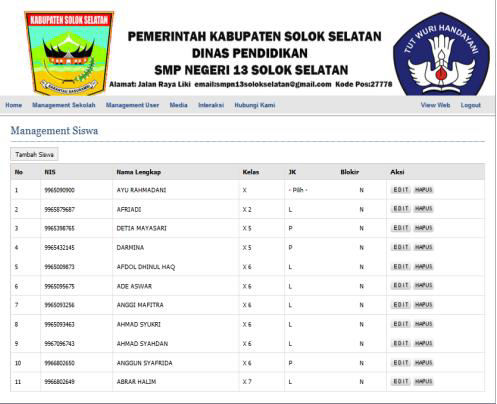 KABUPATEN SOLOK SELATAN
PEMERINTAH KABUPATEN SOLOK SELATAN
DINAS PENDIDIKAN
SMP NEGERI 13 SOLOK SELATAN
Alamat: Jalan Raya Liki email:smpn13solokselatan@gmail.com Kode Pos:27778
TUT WURI HANDAYANI
Home Management Sekolah Management User Media Interaksi Hubungi Kami View Web Logout
Management Siswa
Tambah Siswa
No NIS Nama Lengkap Kelas JK Blokir Aksi
1 9965090900 AYU RAHMADANI X - Pilih - N EDIT HAPUS
2 9965879687 AFRIADI X 2 L N EDIT HAPUS
3 9965398765 DETIA MAYASARI X 5 P N EDIT HAPUS
4 9965432145 DARMINA X 5 P N EDIT HAPUS
5 9965009873 AFDOL DHINUL HAQ X 6 L N EDIT HAPUS
6 9965095675 ADE ASWAR X 6 L N EDIT HAPUS
7 9965093256 ANGGI MAFITRA X 6 L N EDIT HAPUS
8 9965093463 AHMAD SYUKRI X 6 L N EDIT HAPUS
9 9967096743 AHMAD SYAHDAN X 6 L N EDIT HAPUS
10 9966802650 ANGGUN SYAFRIDA X 6 P N EDIT HAPUS
11 9966802649 ABRAR HALIM X 7 L N EDIT HAPUS